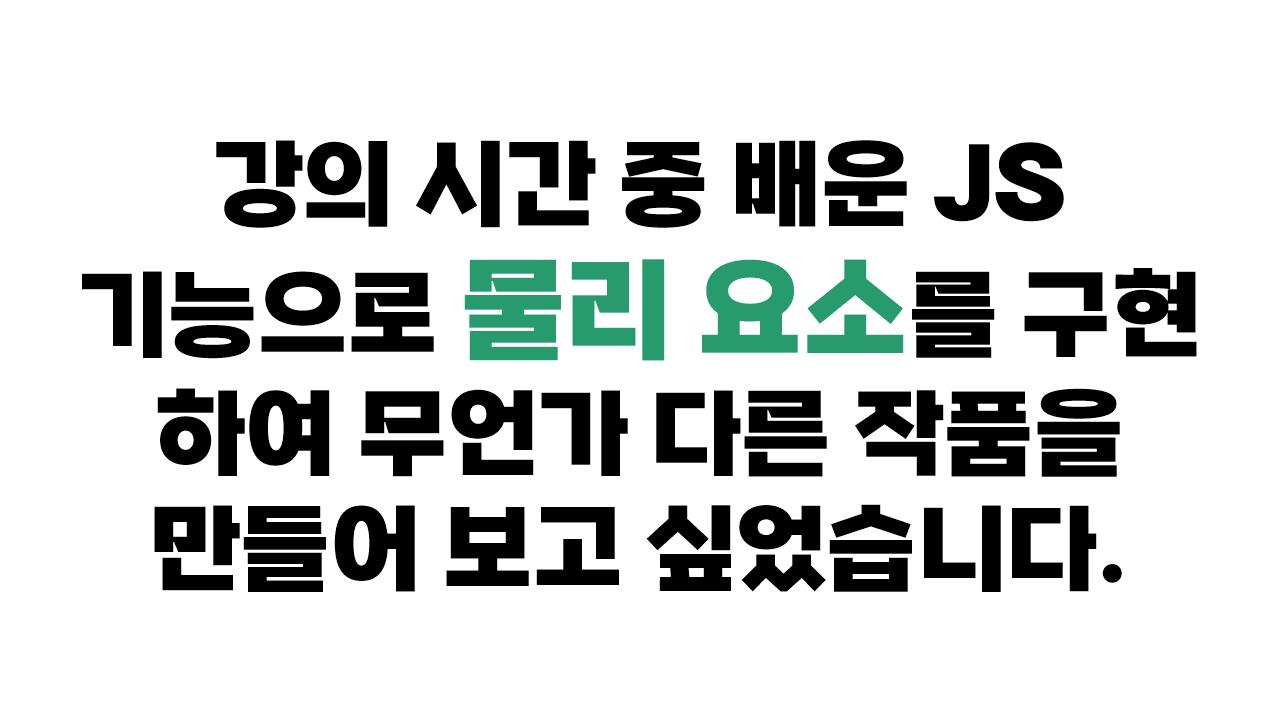 강의 시간 중 배운 JS
기능으로 물리 요소를 구현
하여 무언가 다른 작품을
만들어 보고 싶었습니다.